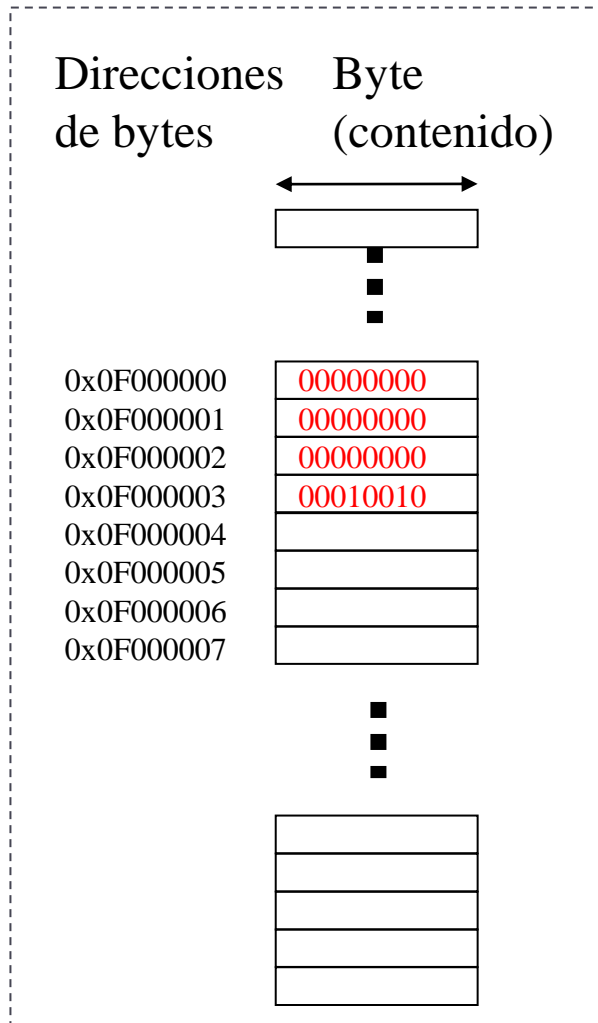 Direcciones Byte
de bytes (contenido)
0x0F000000 00000000
0x0F000001 00000000
0x0F000002 00000000
0x0F000003 00010010
0x0F000004
0x0F000005
0x0F000006
0x0F000007